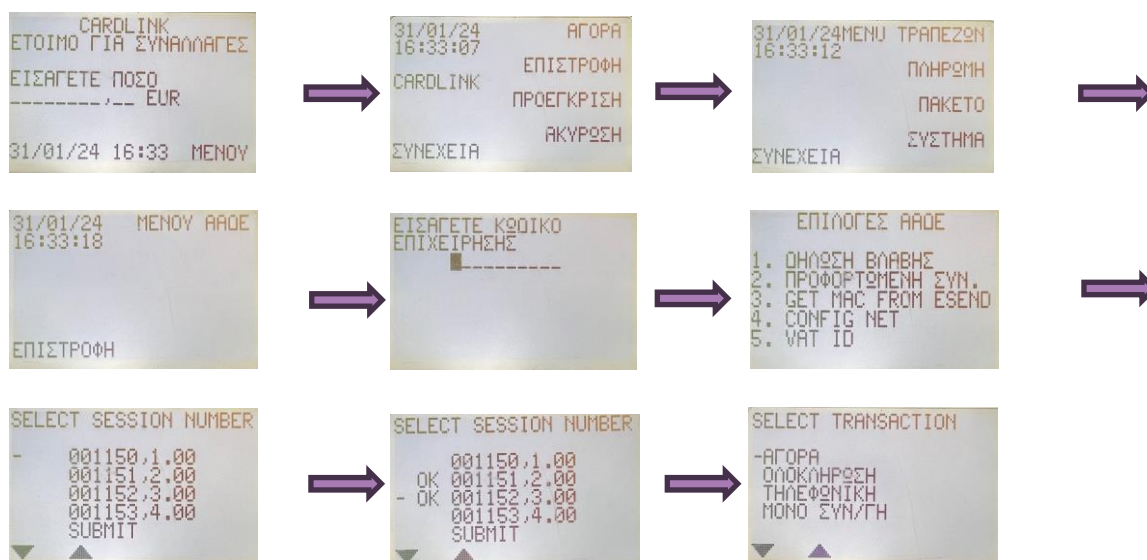 CARDLINK
ΕΤΟΙΜΟ ΓΙΑ ΣΥΝΑΛΛΑΓΕΣ
ΕΙΣΑΓΕΤΕ ΠΟΣΟ
________,__ EUR
31/01/24 16:33 ΜΕΝΟΥ
31/01/24 ΑΓΟΡΑ
16:33:07
ΕΠΙΣΤΡΟΦΗ
CARDLINK
ΠΡΟΕΓΚΡΙΣΗ
ΑΚΥΡΩΣΗ
ΣΥΝΕΧΕΙΑ
31/01/24MENU ΤΡΑΠΕΖΩΝ
16:33:12
ΠΛΗΡΩΜΗ
ΠΑΚΕΤΟ
ΣΥΣΤΗΜΑ
ΣΥΝΕΧΕΙΑ
31/01/24 ΜΕΝΟΥ ΑΑΔΕ
16:33:18
ΕΠΙΣΤΡΟΦΗ
ΕΙΣΑΓΕΤΕ ΚΩΔΙΚΟ
ΕΠΙΧΕΙΡΗΣΗΣ
ΕΠΙΛΟΓΕΣ ΑΑΔΕ
1. ΔΗΛΩΣΗ ΒΛΑΒΗΣ
2. ΠΡΟΦΟΡΤΩΜΕΝΗ ΣΥΝ.
3. GET MAC FROM ESEND
4. CONFIG NET
5. VAT ID
SELECT SESSION NUMBER
- 001150,1.00
001151,2.00
001152,3.00
001153,4.00
SUBMIT
SELECT SESSION NUMBER
001150,1.00
OK 001151,2.00
- OK 001152,3.00
001153,4.00
SUBMIT
SELECT TRANSACTION
-ΑΓΟΡΑ
ΟΛΟΚΛΗΡΩΣΗ
ΤΗΛΕΦΩΝΙΚΗ
ΜΟΝΟ ΣΥΝ/ΓΗ